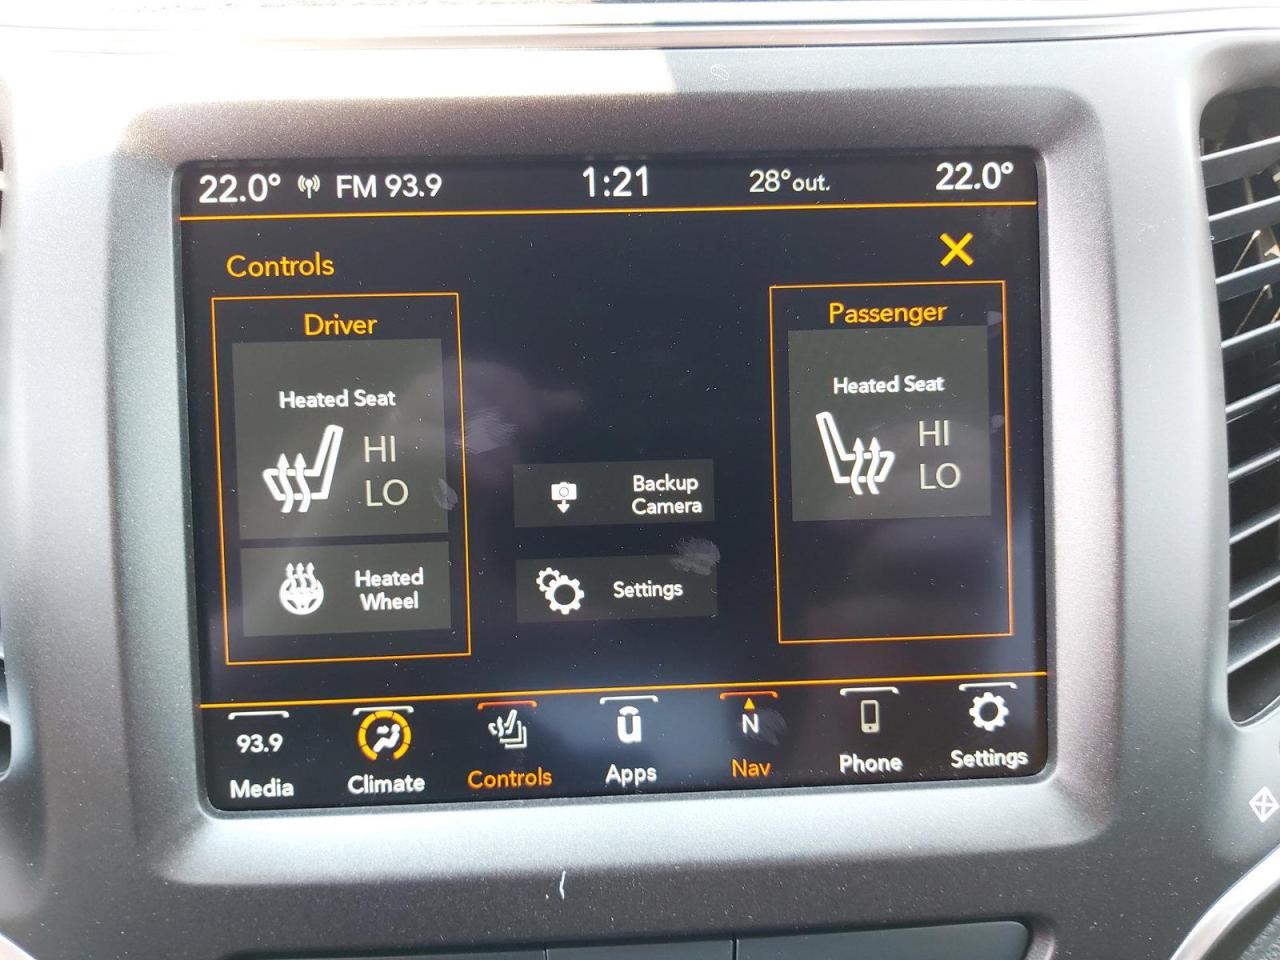 22.0° FM 93.9 1:21 28°out. 22.0°
Controls
Driver
Heated Seat
HI
LO
Heated
Wheel
Backup
Camera
Settings
Passenger
Heated Seat
HI
LO
93.9
Media
Climate
Controls
Apps
N
Nav
Phone
Settings